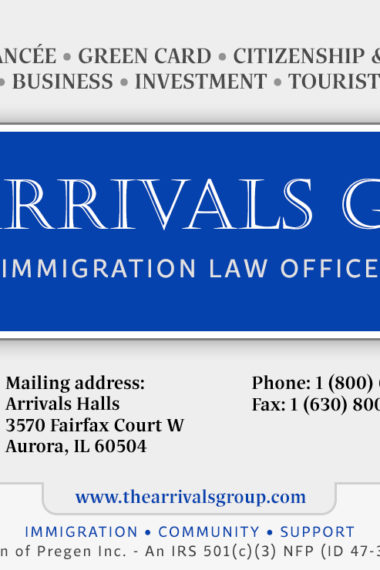 ANCÉE • GREEN CARD • CITIZENSHIP &
• BUSINESS • INVESTMENT • TOURIST
ARRIVALS G
IMMIGRATION LAW OFFICE
Mailing address:
Arrivals Halls
3570 Fairfax Court W
Aurora, IL 60504
Phone: 1 (800)
Fax: 1 (630) 800
www.thearrivalsgroup.com
IMMIGRATION • COMMUNITY • SUPPORT
n of Pregen Inc. - An IRS 501(c)(3) NFP (ID 47-3